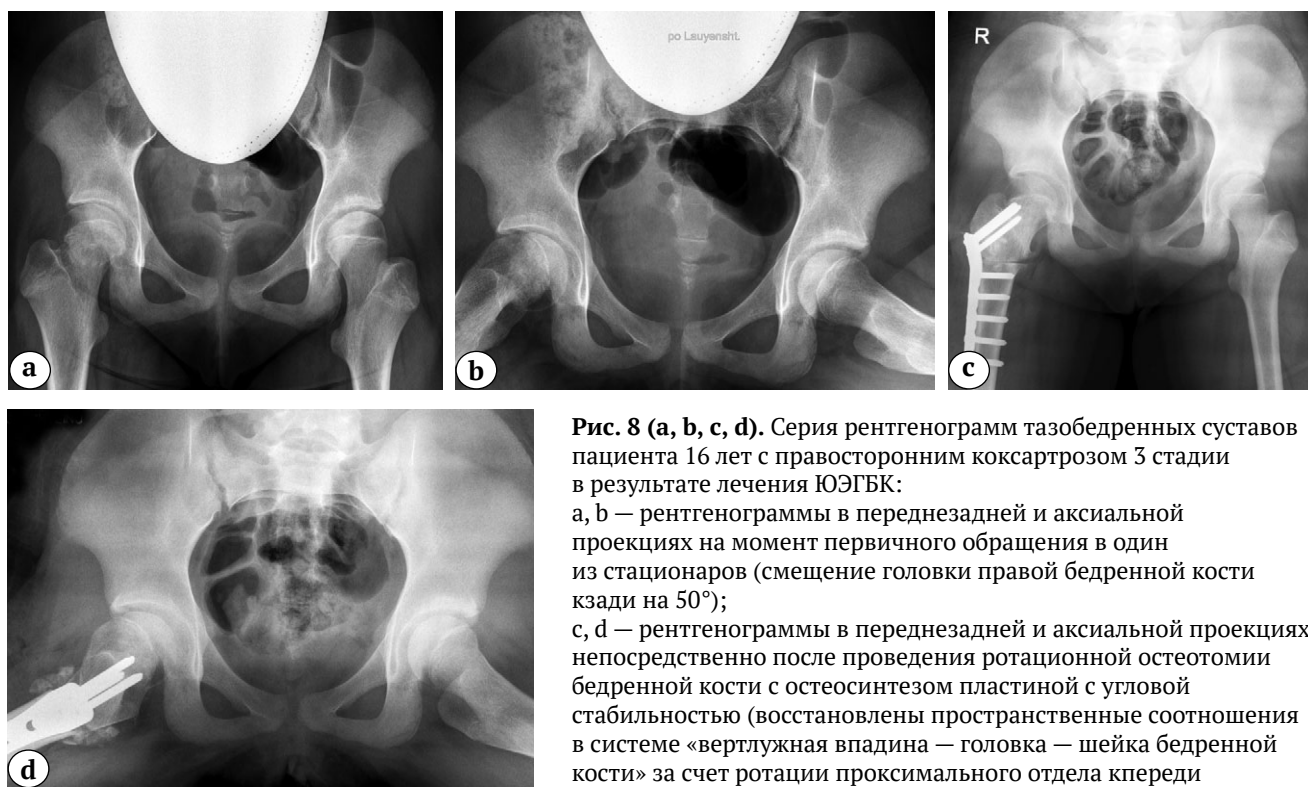 po Lauyensht.
R
a
b
c
d
Рис. 8 (a, b, c, d). Серия рентгенограмм тазобедренных суставов
пациента 16 лет с правосторонним коксартрозом 3 стадии
в результате лечения ЮЭГБК:
a, b — рентгенограммы в переднезадней и аксиальной
проекциях на момент первичного обращения в один
из стационаров (смещение головки правой бедренной кости
кзади на 50°);
c, d — рентгенограммы в переднезадней и аксиальной проекциях
непосредственно после проведения ротационной остеотомии
бедренной кости с остеосинтезом пластиной с угловой
стабильностью (восстановлены пространственные соотношения
в системе «вертлужная впадина — головка — шейка бедренной
кости» за счет ротации проксимального отдела кпереди